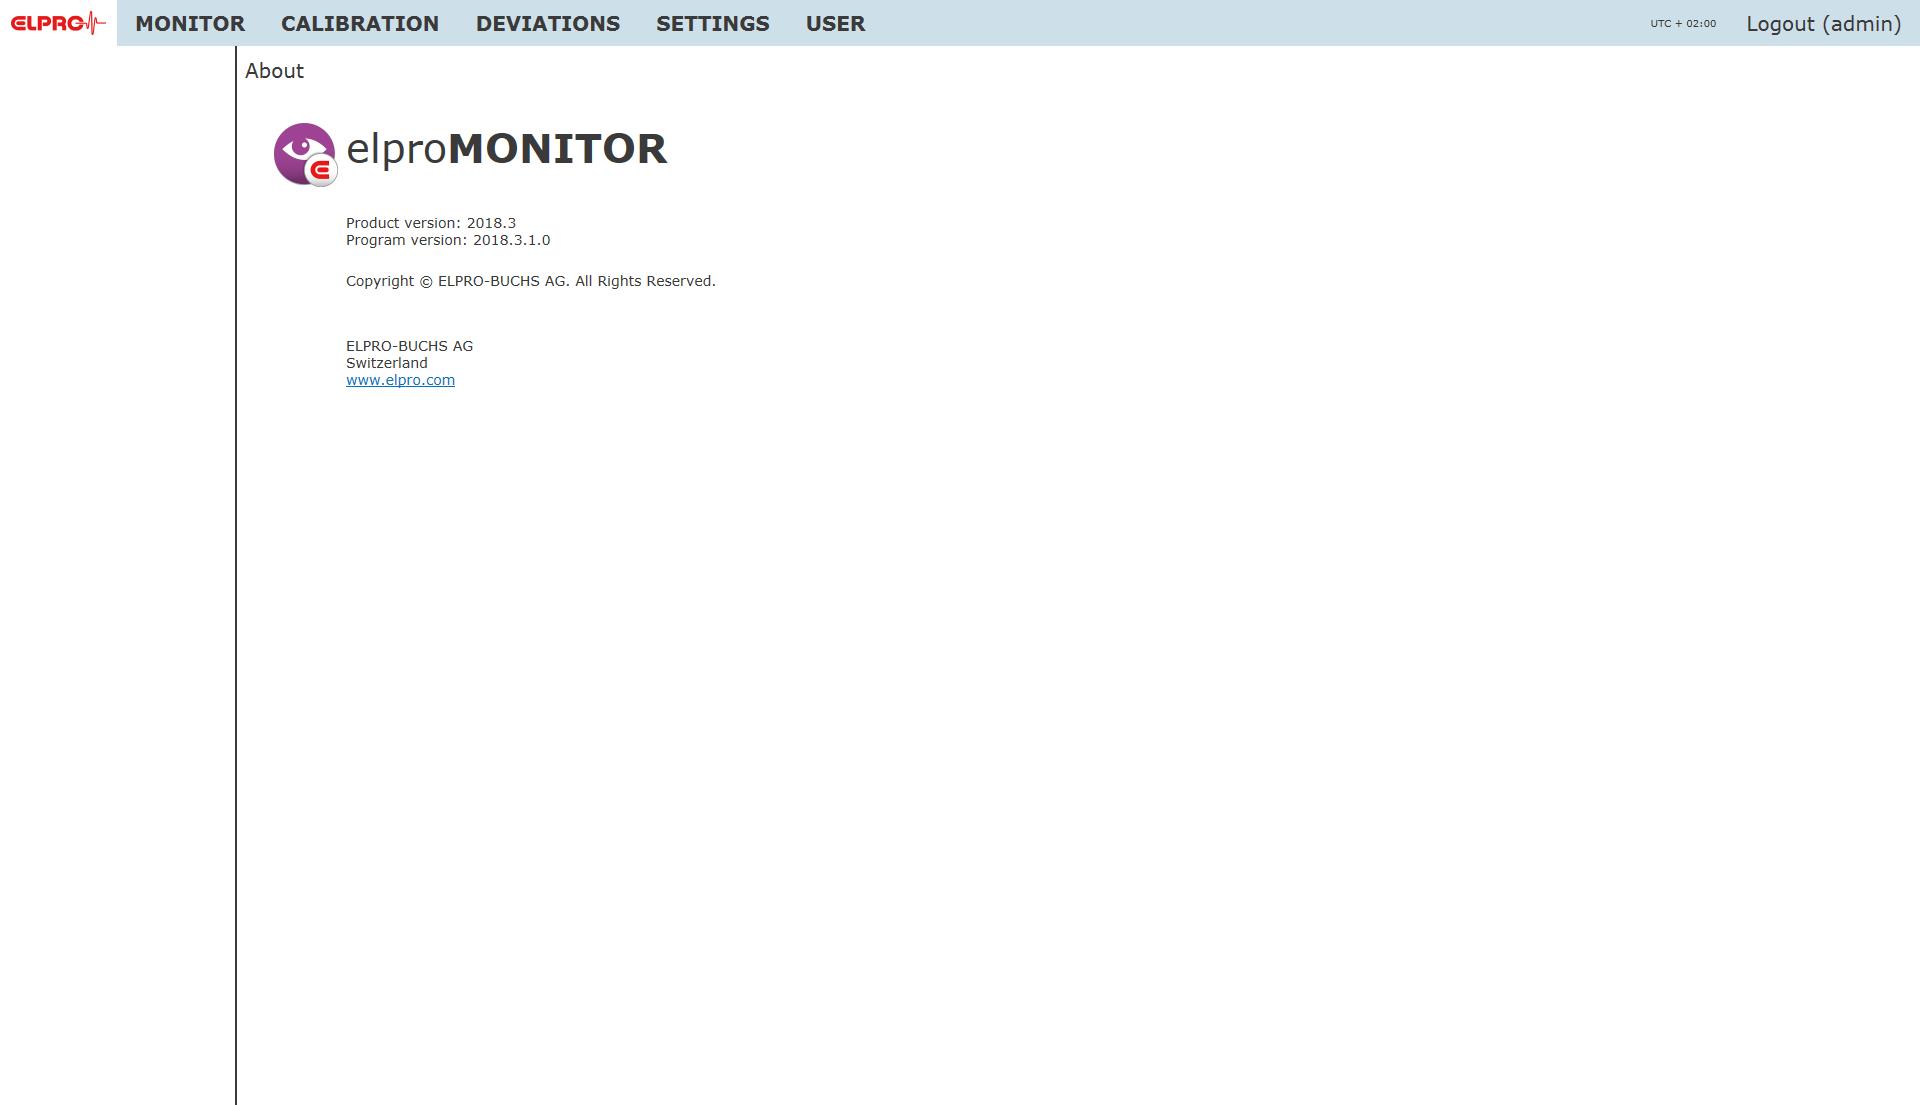 ELPRO
MONITOR CALIBRATION DEVIATIONS SETTINGS USER UTC + 02:00 Logout (admin)
About
elproMONITOR
Product version: 2018.3
Program version: 2018.3.1.0
Copyright © ELPRO-BUCHS AG. All Rights Reserved.
ELPRO-BUCHS AG
Switzerland
www.elpro.com